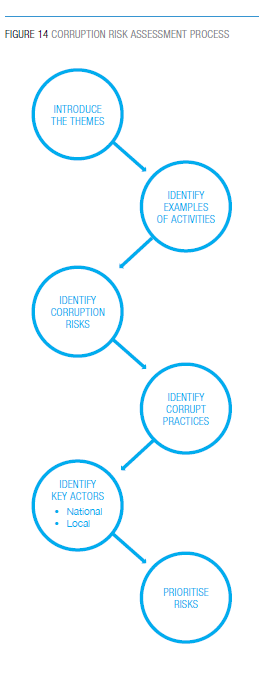 FIGURE 14 CORRUPTION RISK ASSESSMENT PROCESS
INTRODUCE
THE THEMES
IDENTIFY
EXAMPLES
OF ACTIVITIES
IDENTIFY
CORRUPTION
RISKS
IDENTIFY
CORRUPT
PRACTICES
IDENTIFY
KEY ACTORS
• National
• Local
PRIORITISE
RISKS